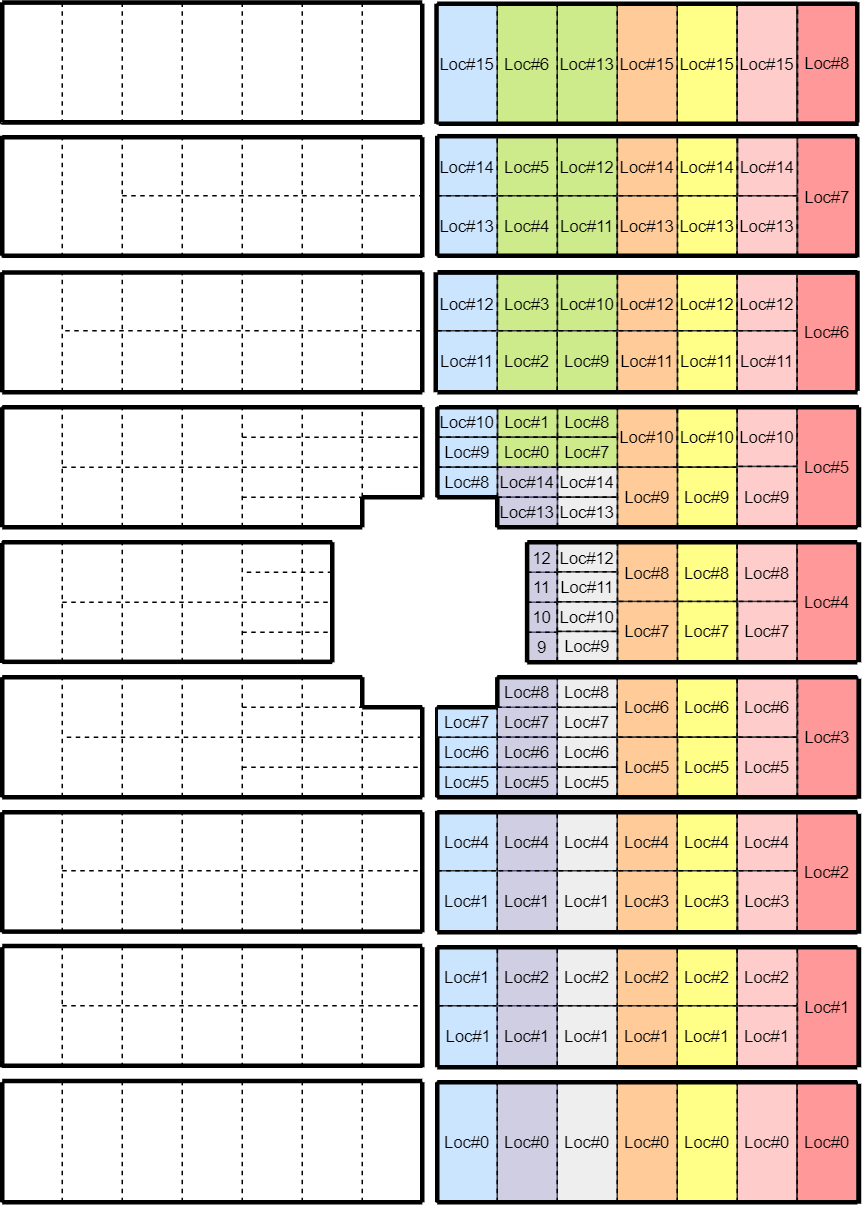 Loc#15 Loc#6 Loc#13 Loc#15 Loc#15 Loc#15 Loc#8
Loc#14 Loc#5 Loc#12 Loc#14 Loc#14 Loc#14
Loc#7
Loc#13 Loc#4 Loc#11 Loc#13 Loc#13 Loc#13
Loc#12 Loc#3 Loc#10 Loc#12 Loc#12 Loc#12
Loc#6
Loc#11 Loc#2 Loc#9 Loc#11 Loc#11 Loc#11
Loc#10 Loc#1 Loc#8
Loc#10 Loc#10 Loc#10
Loc#9 Loc#0 Loc#7
Loc#5
Loc#8 Loc#14 Loc#14
Loc#9 Loc#9 Loc#9
Loc#13 Loc#13
12 Loc#12
Loc#8 Loc#8 Loc#8
11 Loc#11
Loc#4
10 Loc#10
Loc#7 Loc#7 Loc#7
9 Loc#9
Loc#8 Loc#8
Loc#6 Loc#6 Loc#6
Loc#7 Loc#7 Loc#7
Loc#3
Loc#6 Loc#6 Loc#6
Loc#5 Loc#5 Loc#5
Loc#5 Loc#5 Loc#5
Loc#4 Loc#4 Loc#4 Loc#4 Loc#4 Loc#4
Loc#2
Loc#1 Loc#1 Loc#1 Loc#3 Loc#3 Loc#3
Loc#1 Loc#2 Loc#2 Loc#2 Loc#2 Loc#2
Loc#1
Loc#1 Loc#1 Loc#1 Loc#1 Loc#1 Loc#1
Loc#0 Loc#0 Loc#0 Loc#0 Loc#0 Loc#0 Loc#0